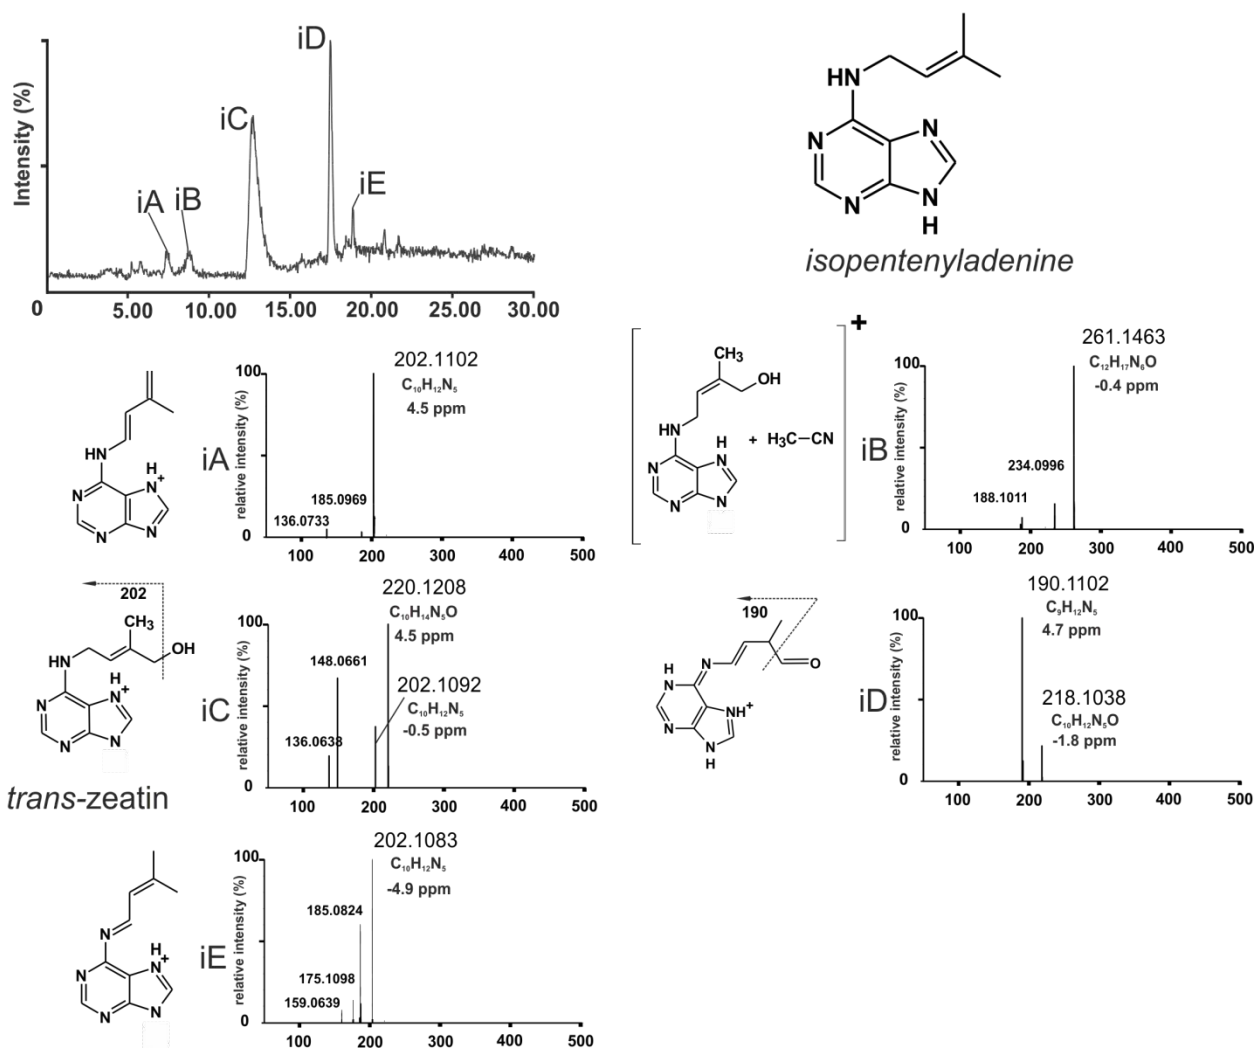 Intensity (%)
iA
iB
iC
iD
iE
0
5.00
10.00
15.00
20.00
25.00
30.00
HN
N
N
N
N
H
isopentenyladenine
HN
N
N
H
N
+
N
iA
relative intensity (%)
100
0
202.1102
C₁₀H₁₂N₅
4.5 ppm
185.0969
136.0733
100
200
300
400
500
CH₃
OH
HN
H
N
N
N
N
+ H₃C–CN
+
iB
relative intensity (%)
100
0
261.1463
C₁₂H₁₇N₆O
-0.4 ppm
234.0996
188.1011
100
200
300
400
500
202
CH₃
OH
HN
H
N
+
N
N
N
trans-zeatin
iC
relative intensity (%)
100
0
220.1208
C₁₀H₁₄N₅O
4.5 ppm
148.0661
202.1092
C₁₀H₁₂N₅
-0.5 ppm
136.0638
100
200
300
400
500
190
O
N
H
N
N
NH
+
N
H
iD
relative intensity (%)
100
0
190.1102
C₉H₁₂N₅
4.7 ppm
218.1038
C₁₀H₁₂N₅O
-1.8 ppm
100
200
300
400
500
N
H
N
+
N
N
N
iE
relative intensity (%)
100
0
202.1083
C₁₀H₁₂N₅
-4.9 ppm
185.0824
175.1098
159.0639
100
200
300
400
500